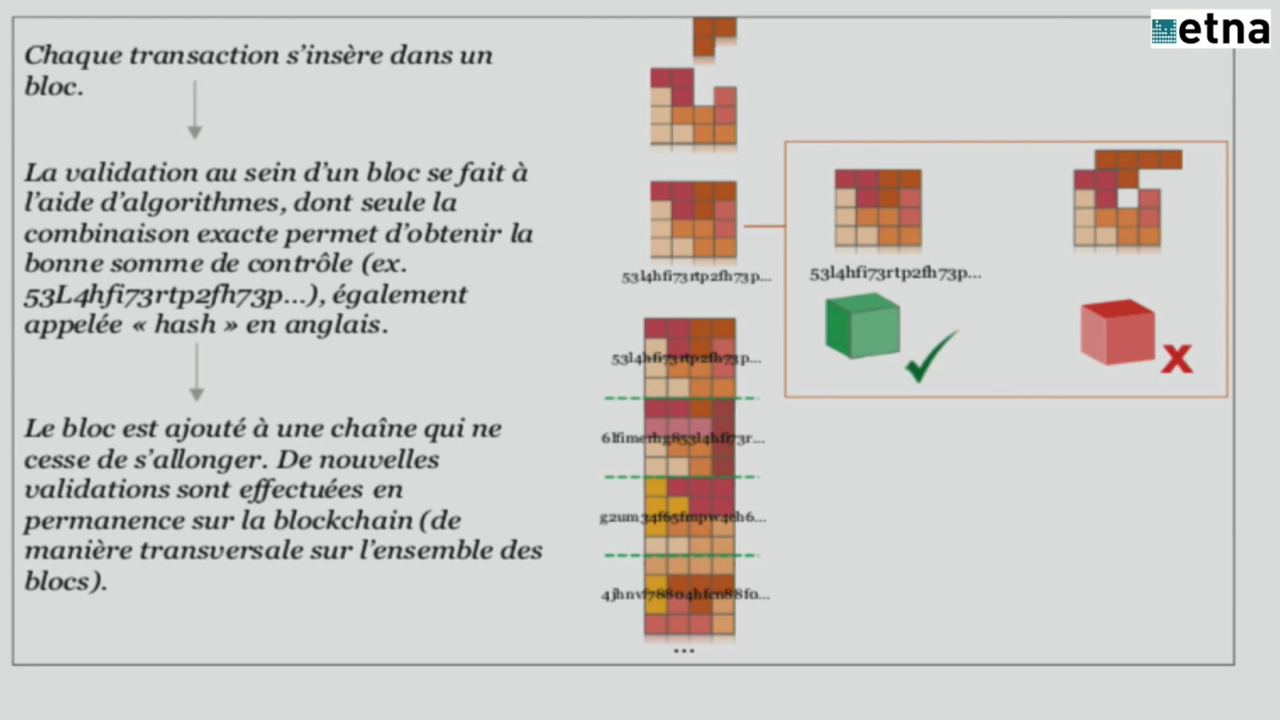 etna
Chaque transaction s'insère dans un
bloc.
La validation au sein d'un bloc se fait à
l'aide d'algorithmes, dont seule la
combinaison exacte permet d'obtenir la
bonne somme de contrôle (ex.
53L4hfi73rtp2fh73p...), également
appelée « hash » en anglais.
Le bloc est ajouté à une chaîne qui ne
cesse de s'allonger. De nouvelles
validations sont effectuées en
permanence sur la blockchain (de
manière transversale sur l'ensemble des
blocs).
53l4hfi73rtp2fh73p...
53l4hfi73rtp2fh73p...
53l4hfi73rtp2fh73p...
...